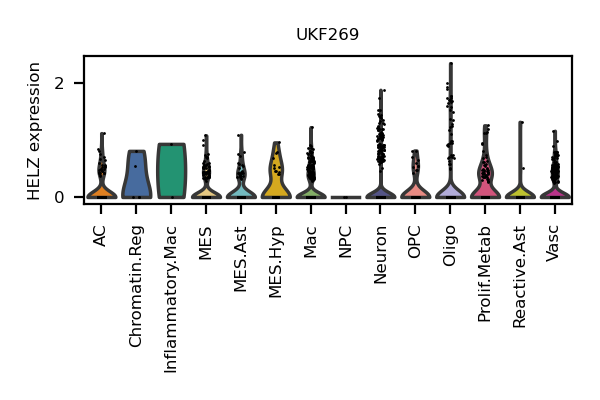 UKF269
HELZ expression
2
0
AC
Chromatin.Reg
Inflammatory.Mac
MES
MES.Ast
MES.Hyp
Mac
NPC
Neuron
OPC
Oligo
Prolif.Metab
Reactive.Ast
Vasc